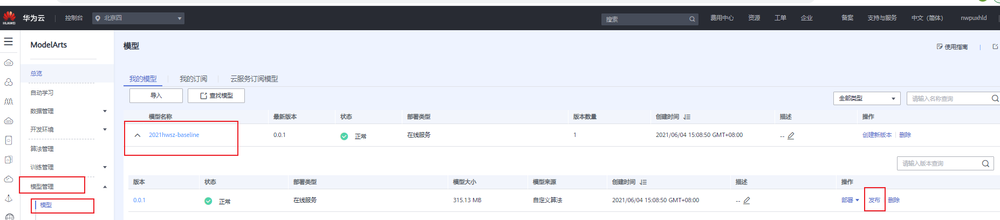 HUAWEI 华为云 控制台 北京四 搜索 费用中心 资源 工单 企业 备案 支持与服务 中文（简体） nwpuxhld
ModelArts
模型
使用指南
总览
自动学习
数据管理
开发环境
算法管理
训练管理
模型管理
模型
我的模型 我的订阅 云服务订阅模型
导入 查找模型 全部类型 请输入名称查询
模型名称 最新版本 状态 部署类型 版本数量 创建时间 描述 操作
2021hwsz-baseline 0.0.1 正常 在线服务 1 2021/06/04 15:08:50 GMT+08:00 -- 创建新版本 删除
请输入版本查询
版本 状态 部署类型 模型大小 模型来源 创建时间 描述 操作
0.0.1 正常 在线服务 315.13 MB 自定义算法 2021/06/04 15:08:50 GMT+08:00 -- 部署 发布 删除